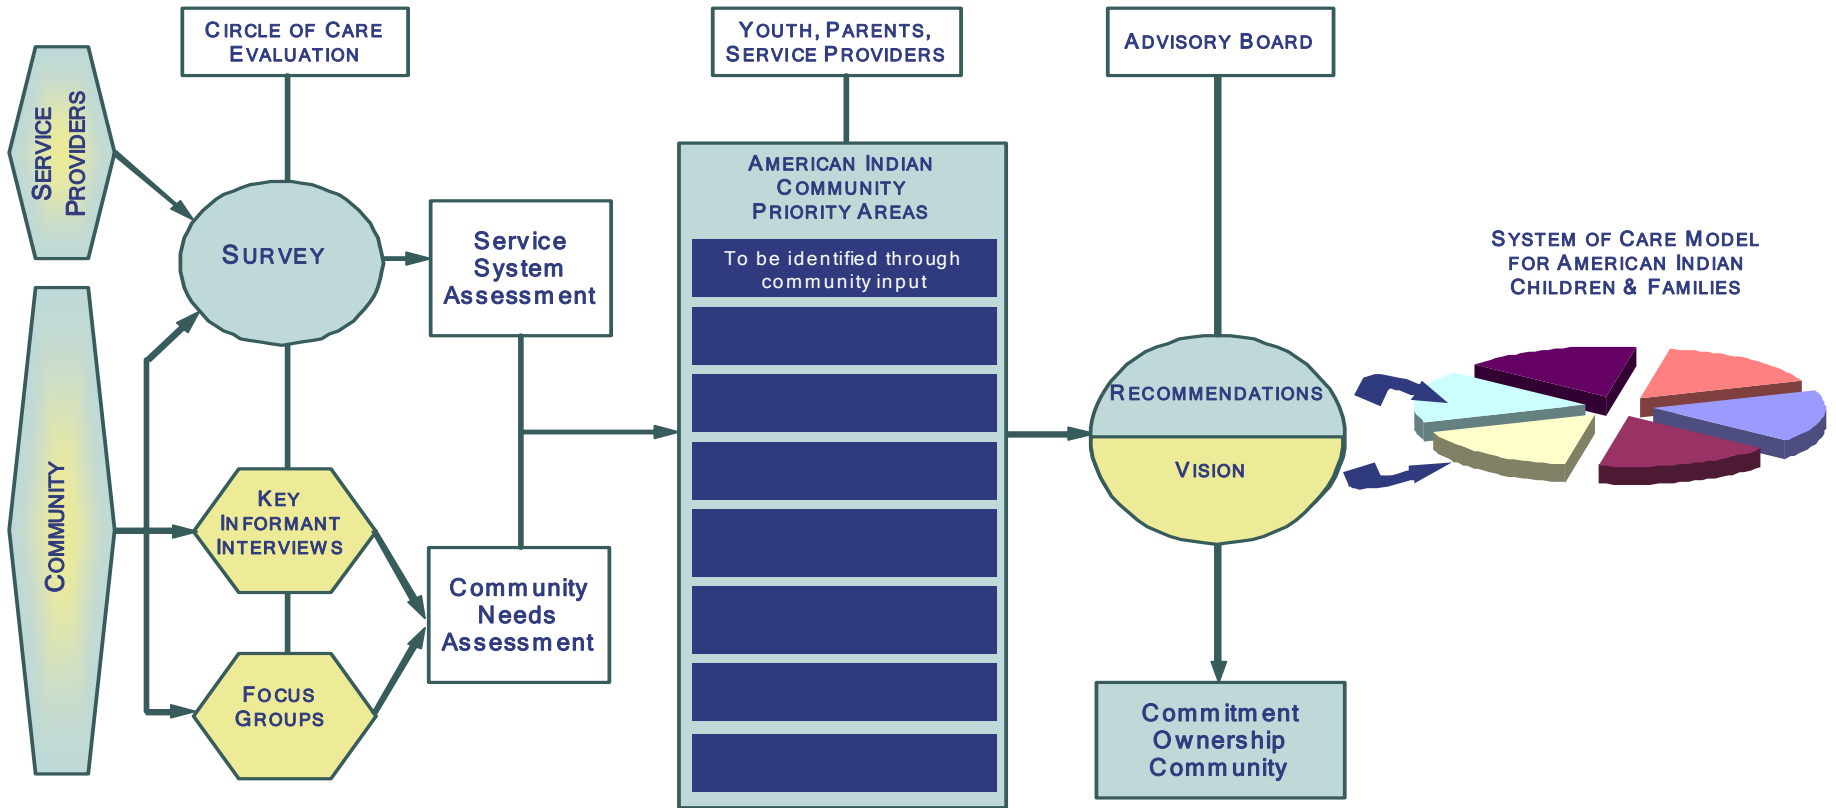 CIRCLE OF CARE
EVALUATION
YOUTH, PARENTS,
SERVICE PROVIDERS
ADVISORY BOARD
SERVICE
PROVIDERS
SURVEY
Service
System
Assessment
AMERICAN INDIAN
COMMUNITY
PRIORITY AREAS
To be identified through
community input
SYSTEM OF CARE MODEL
FOR AMERICAN INDIAN
CHILDREN & FAMILIES
RECOMMENDATIONS
VISION
COMMUNITY
KEY
INFORMANT
INTERVIEWS
Community
Needs
Assessment
FOCUS
GROUPS
Commitment
Ownership
Community